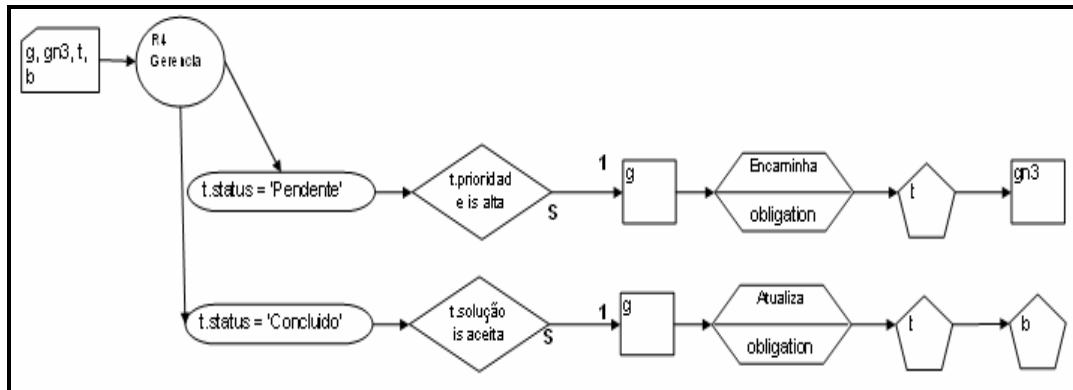 g, gn3, t,
b
R4
Gerencia
t.status = 'Pendente'
t.priorida
e is alta
S
1
g
Encaminha
obligation
t
gn3
t.status = 'Concluido'
t.solução
is aceita
S
1
g
Atualiza
obligation
t
b